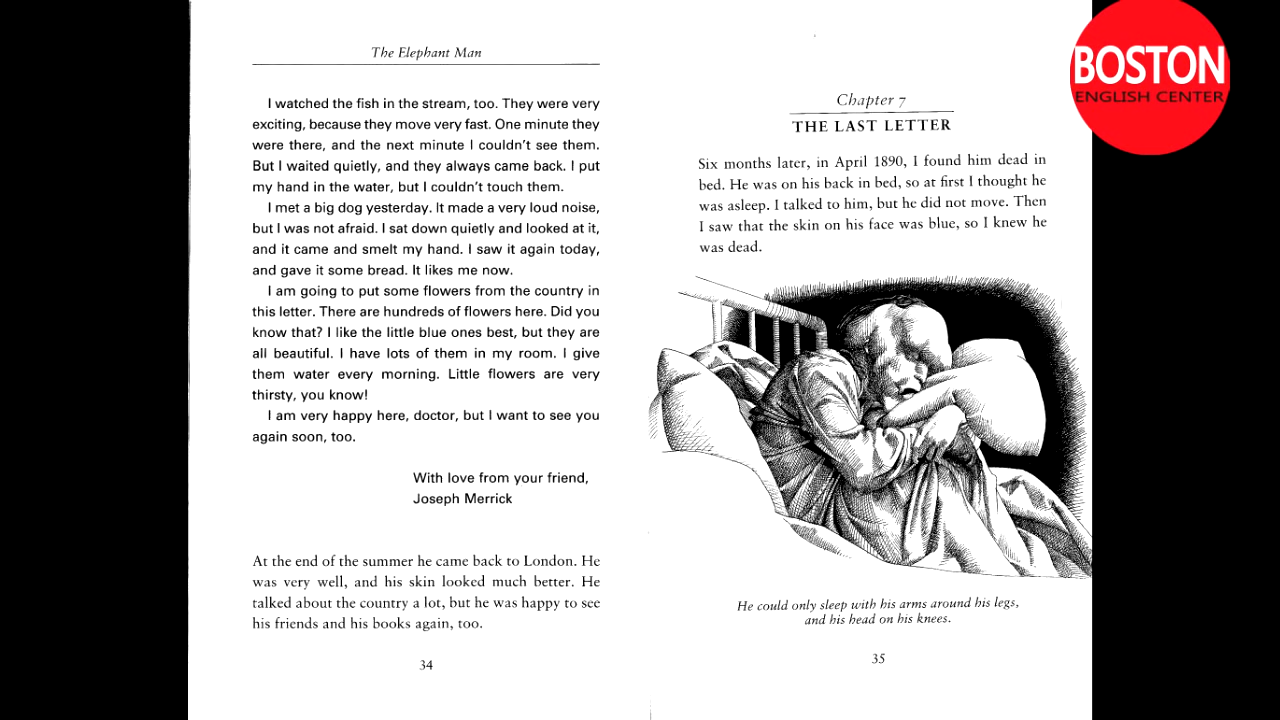 The Elephant Man
I watched the fish in the stream, too. They were very
exciting, because they move very fast. One minute they
were there, and the next minute I couldn't see them.
But I waited quietly, and they always came back. I put
my hand in the water, but I couldn't touch them.
I met a big dog yesterday. It made a very loud noise,
but I was not afraid. I sat down quietly and looked at it,
and it came and smelt my hand. I saw it again today,
and gave it some bread. It likes me now.
I am going to put some flowers from the country in
this letter. There are hundreds of flowers here. Did you
know that? I like the little blue ones best, but they are
all beautiful. I have lots of them in my room. I give
them water every morning. Little flowers are very
thirsty, you know!
I am very happy here, doctor, but I want to see you
again soon, too.
With love from your friend,
Joseph Merrick
At the end of the summer he came back to London. He
was very well, and his skin looked much better. He
talked about the country a lot, but he was happy to see
his friends and his books again, too.
34
Chapter 7
THE LAST LETTER
Six months later, in April 1890, I found him dead in
bed. He was on his back in bed, so at first I thought he
was asleep. I talked to him, but he did not move. Then
I saw that the skin on his face was blue, so I knew he
was dead.
He could only sleep with his arms around his legs,
and his head on his knees.
35
BOSTON
ENGLISH CENTER